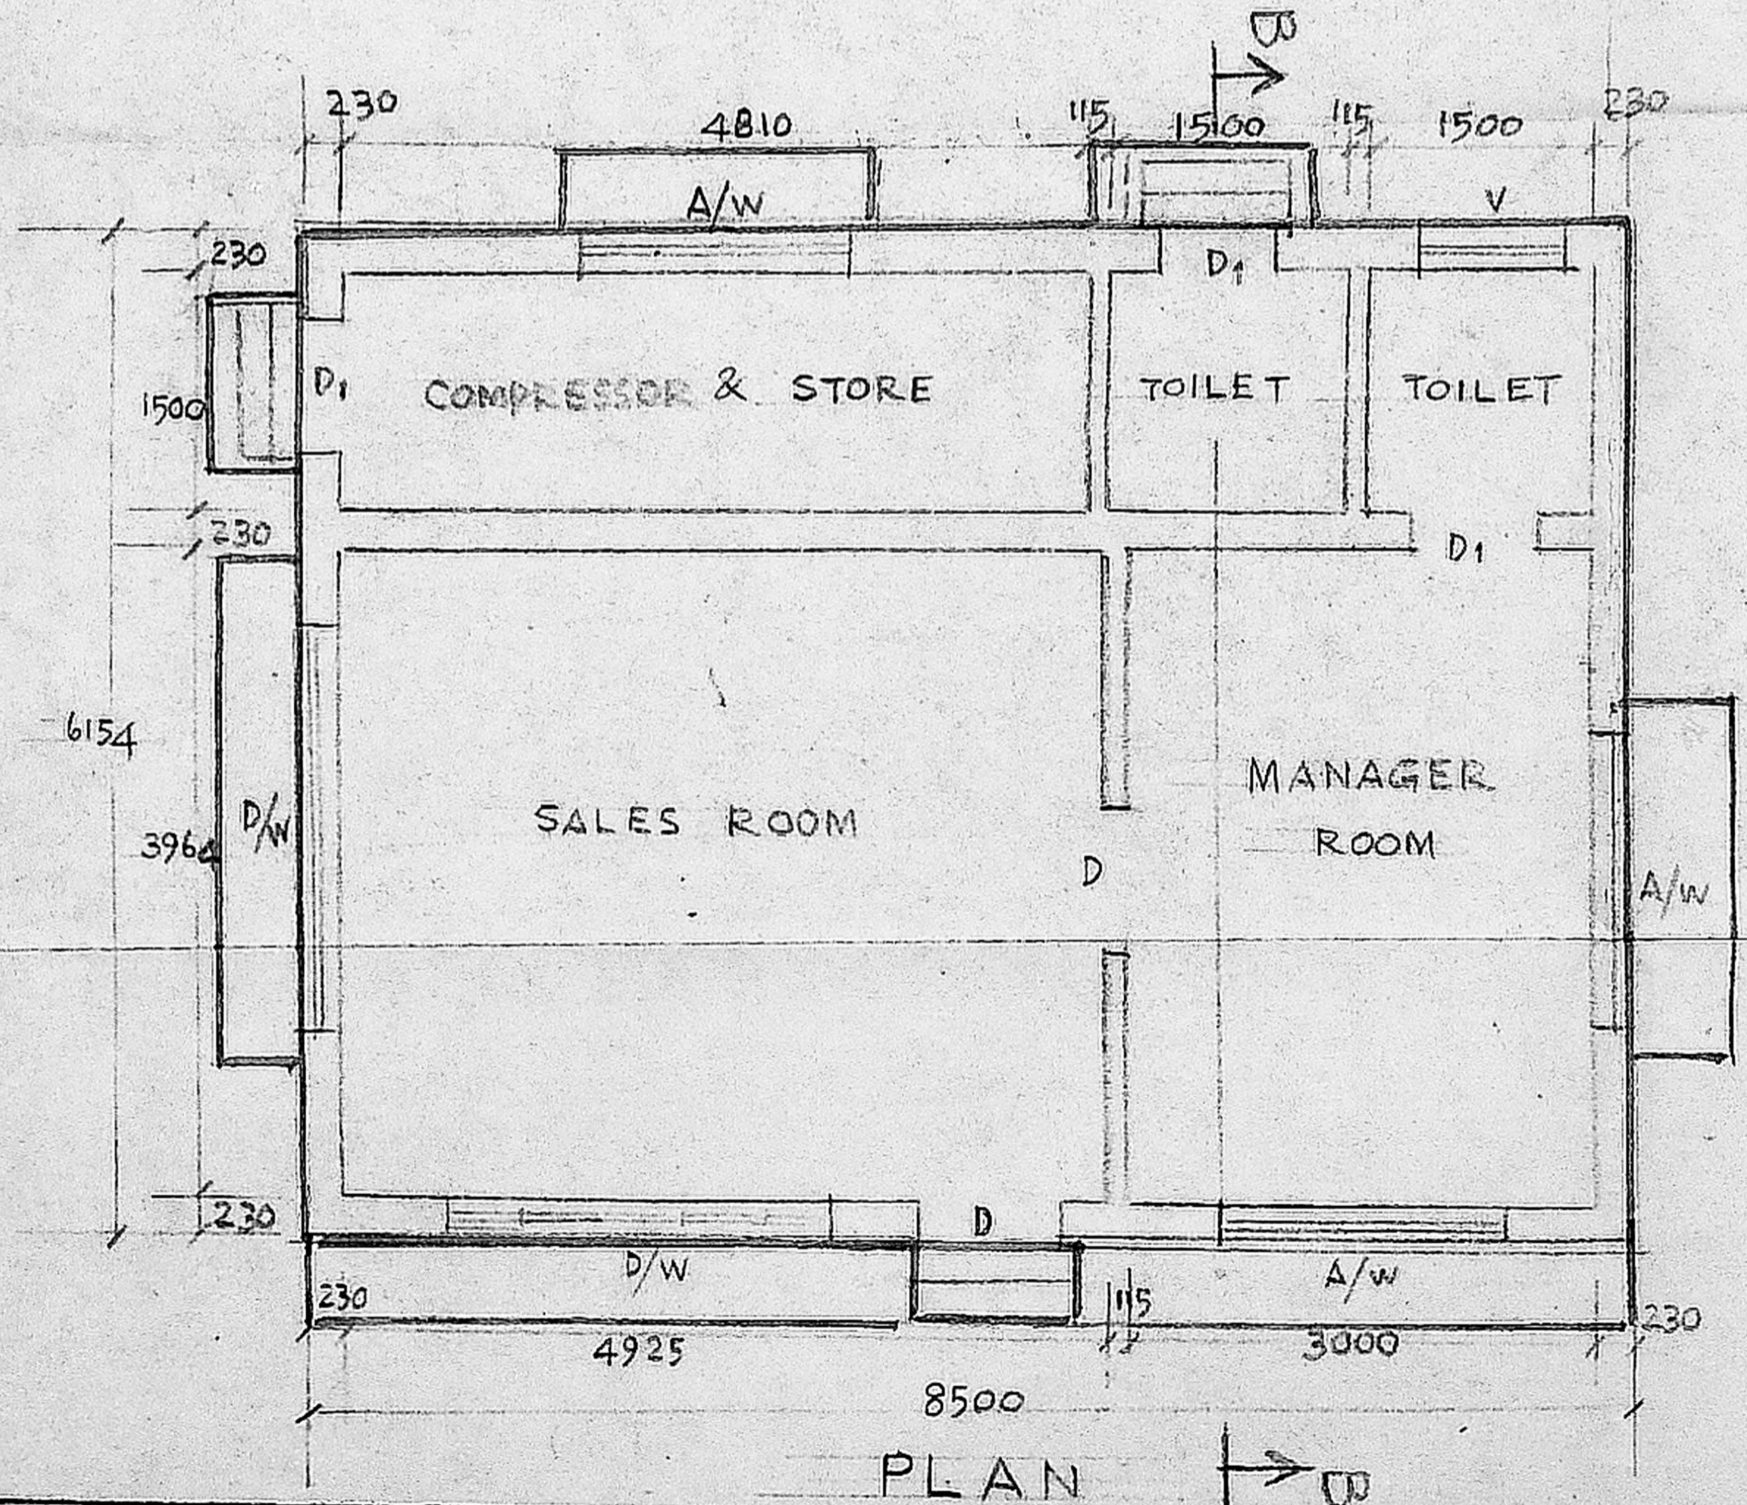 B
230
4810
115
1500
115
1500
230
A/W
V
230
D1
1500
D1
COMPRESSOR & STORE
TOILET
TOILET
230
D1
6154
3964
D/W
SALES ROOM
MANAGER
ROOM
D
A/W
230
D
D/W
A/W
230
115
230
4925
3000
8500
PLAN
B